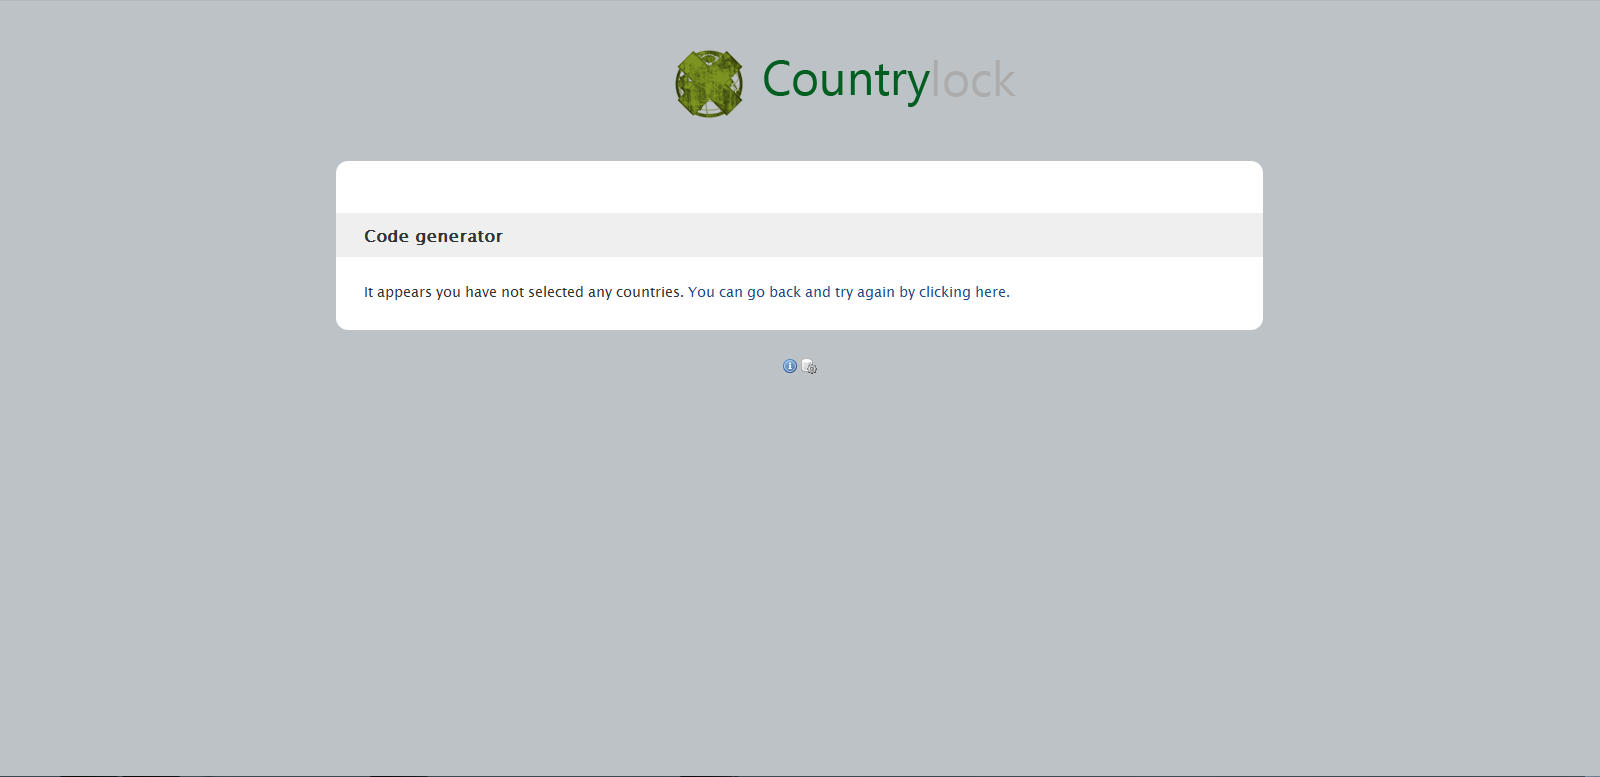 Countrylock
Code generator
It appears you have not selected any countries. You can go back and try again by clicking here.